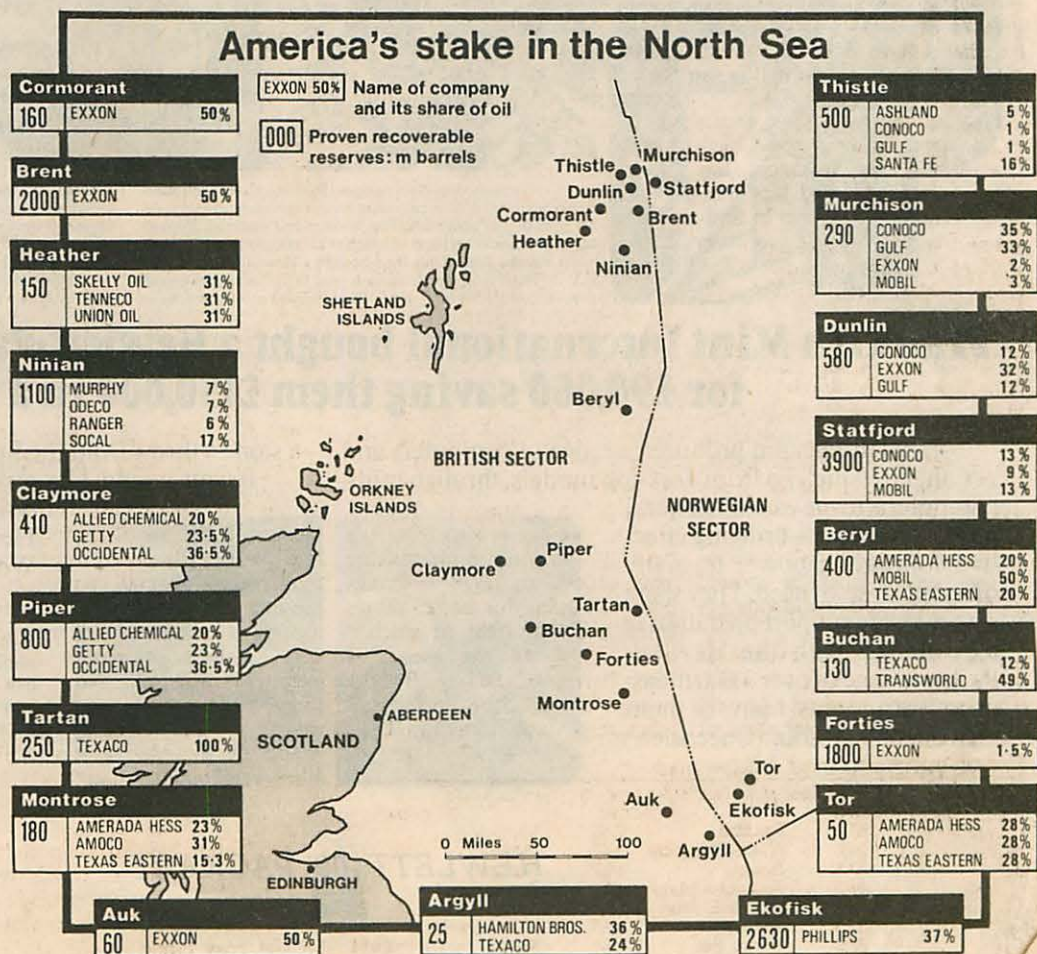 America's stake in the North Sea
EXXON 50% Name of company
and its share of oil
000 Proven recoverable
reserves: m barrels
Cormorant
160 EXXON 50%
Brent
2000 EXXON 50%
Heather
150 SKELLY OIL 31%
TENNECO 31%
UNION OIL 31%
Ninian
1100 MURPHY 7%
ODECO 7%
RANGER 6%
SOCAL 17%
Claymore
410 ALLIED CHEMICAL 20%
GETTY 23·5%
OCCIDENTAL 36·5%
Piper
800 ALLIED CHEMICAL 20%
GETTY 23%
OCCIDENTAL 36·5%
Tartan
250 TEXACO 100%
Montrose
180 AMERADA HESS 23%
AMOCO 31%
TEXAS EASTERN 15·3%
Auk
60 EXXON 50%
Argyll
25 HAMILTON BROS. 36%
TEXACO 24%
Ekofisk
2630 PHILLIPS 37%
Thistle
500 ASHLAND 5%
CONOCO 1%
GULF 1%
SANTA FE 16%
Murchison
290 CONOCO 35%
GULF 33%
EXXON 2%
MOBIL 3%
Dunlin
580 CONOCO 12%
EXXON 32%
GULF 12%
Statfjord
3900 CONOCO 13%
EXXON 9%
MOBIL 13%
Beryl
400 AMERADA HESS 20%
MOBIL 50%
TEXAS EASTERN 20%
Buchan
130 TEXACO 12%
TRANSWORLD 49%
Forties
1800 EXXON 1·5%
Tor
50 AMERADA HESS 28%
AMOCO 28%
TEXAS EASTERN 28%
Thistle
Murchison
Dunlin
Statfjord
Cormorant
Brent
Heather
Ninian
SHETLAND
ISLANDS
Beryl
BRITISH SECTOR
NORWEGIAN
SECTOR
ORKNEY
ISLANDS
Claymore
Piper
Tartan
Buchan
Forties
Montrose
ABERDEEN
SCOTLAND
Tor
Ekofisk
Auk
Argyll
0 Miles 50 100
EDINBURGH